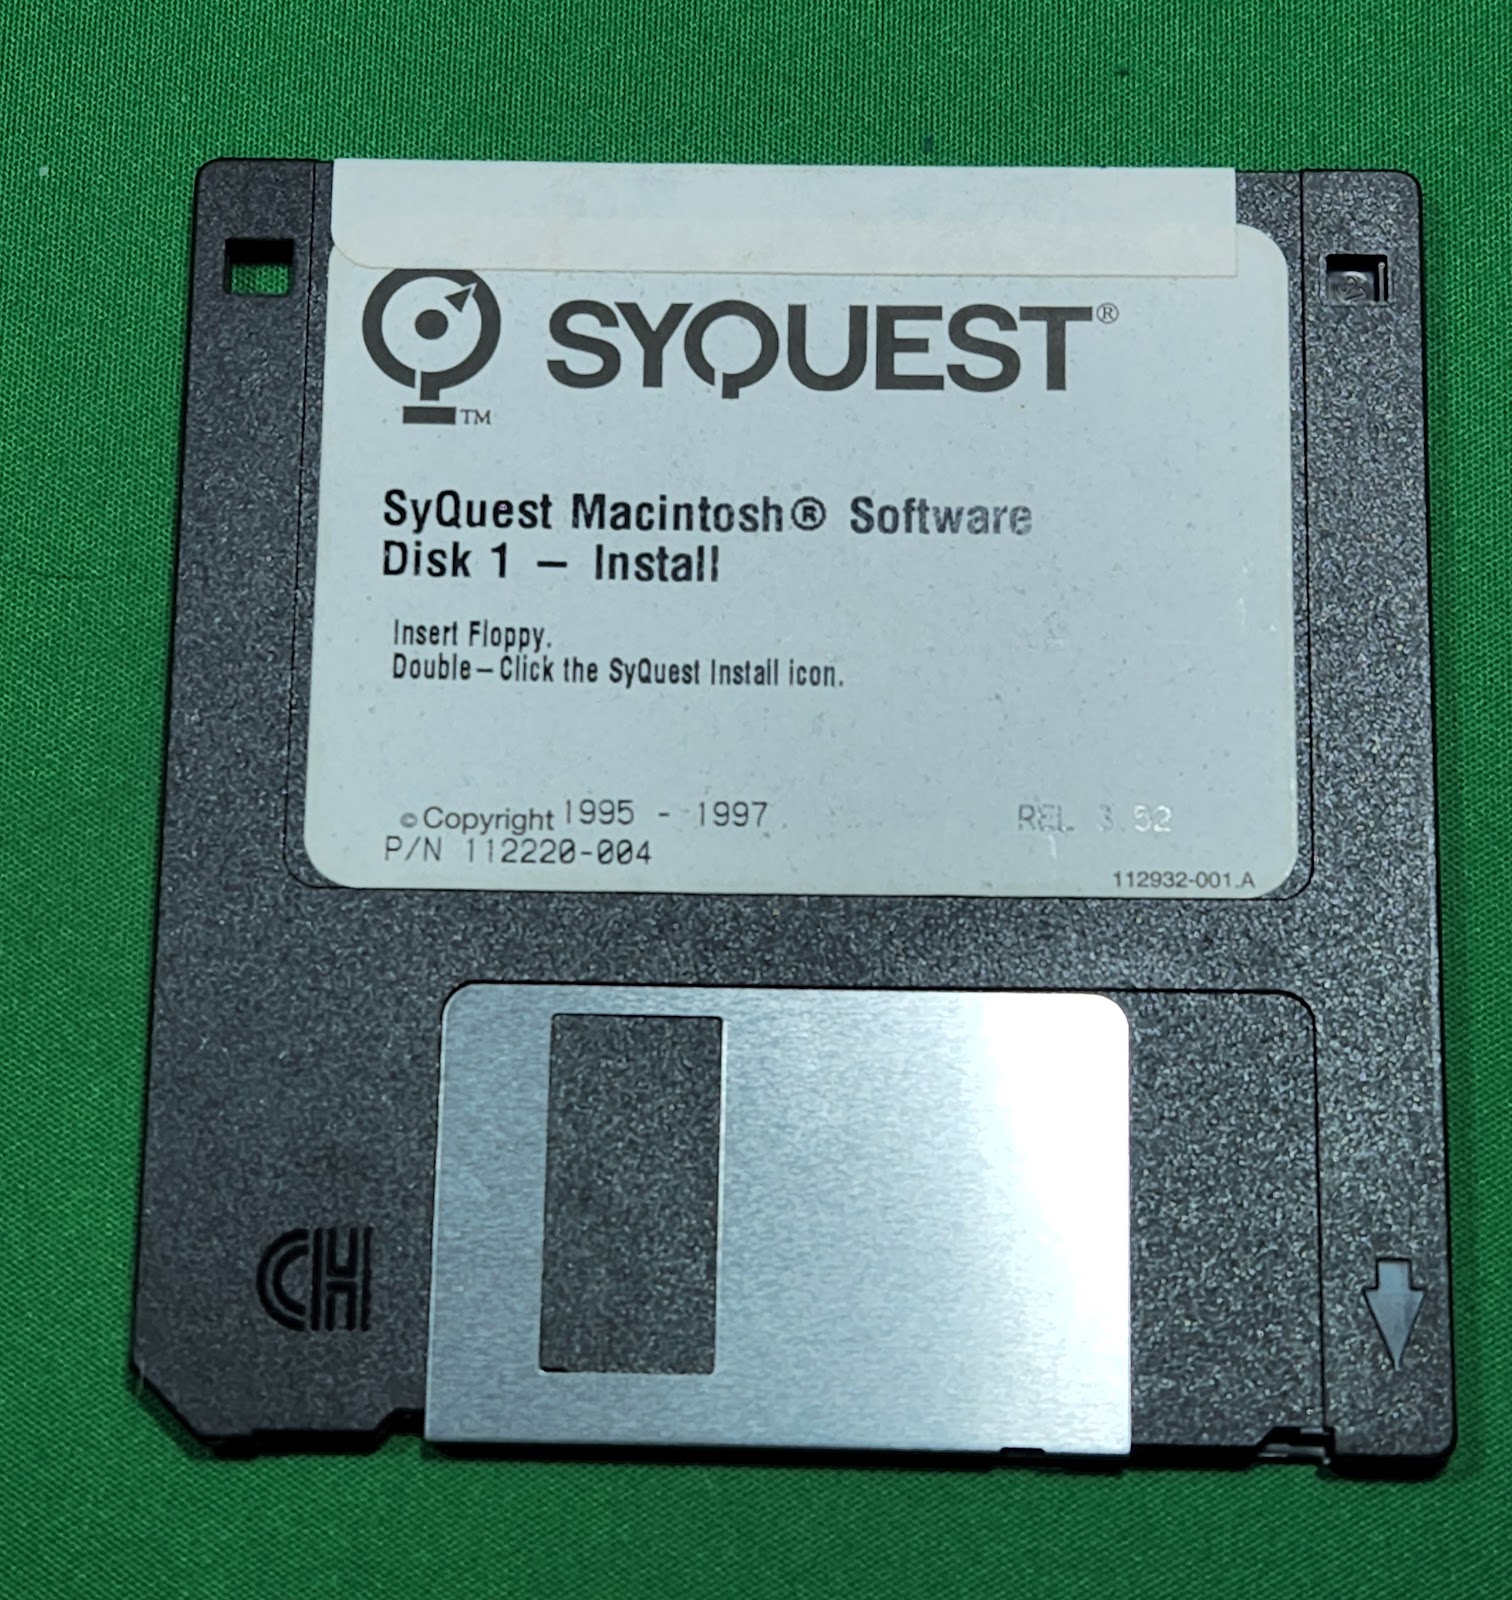 SYQUEST®
TM
SyQuest Macintosh® Software
Disk 1 — Install
Insert Floppy.
Double–Click the SyQuest Install icon.
© Copyright 1995 - 1997.
REL 3.52
P/N 112220-004
112932-001.A
CH